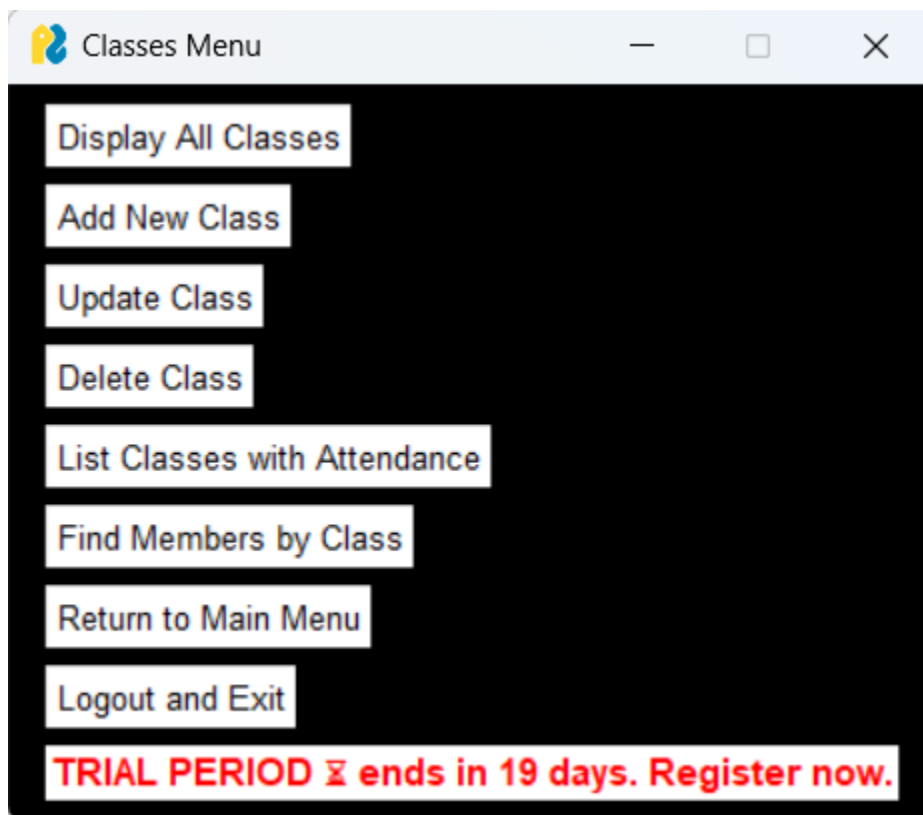 Classes Menu
Display All Classes
Add New Class
Update Class
Delete Class
List Classes with Attendance
Find Members by Class
Return to Main Menu
Logout and Exit
TRIAL PERIOD ⏳ ends in 19 days. Register now.